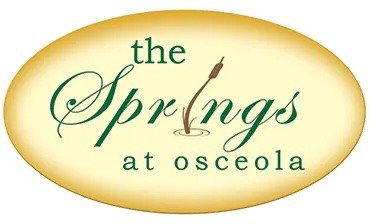 the
Springs
at osceola